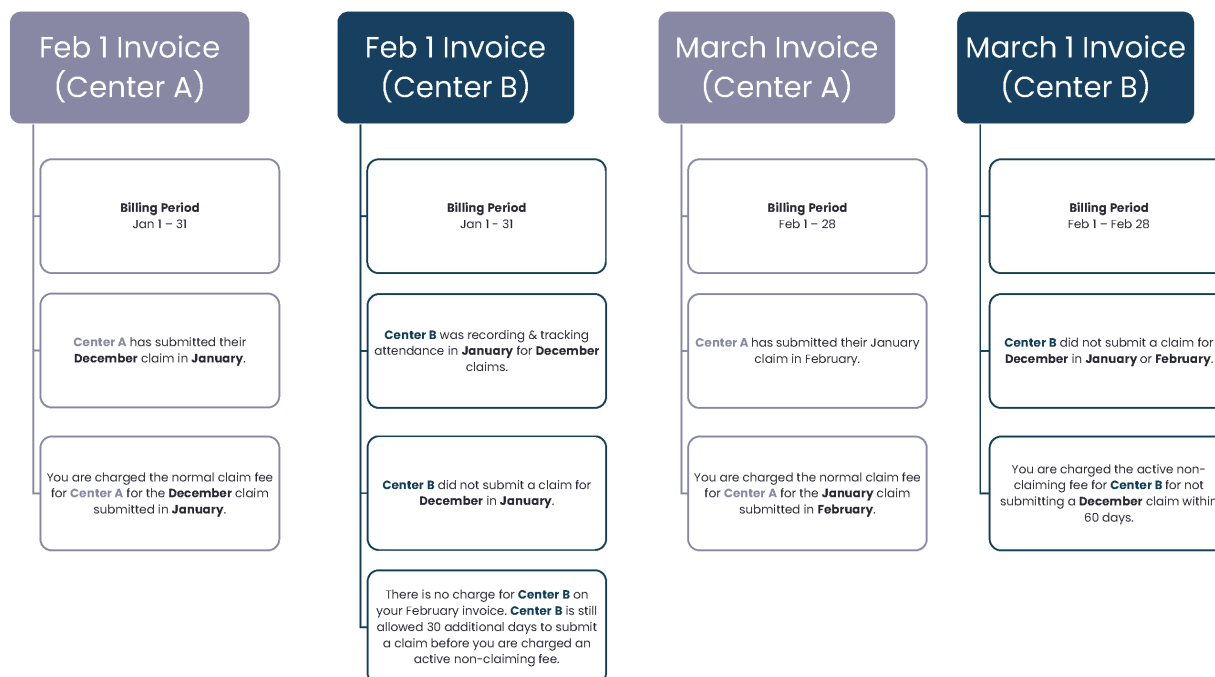 Feb 1 Invoice
(Center A)
Billing Period
Jan 1 – 31
Center A has submitted their
December claim in January.
You are charged the normal claim fee
for Center A for the December claim
submitted in January.
Feb 1 Invoice
(Center B)
Billing Period
Jan 1 - 31
Center B was recording & tracking
attendance in January for December
claims.
Center B did not submit a claim for
December in January.
There is no charge for Center B on
your February invoice. Center B is still
allowed 30 additional days to submit
a claim before you are charged an
active non-claiming fee.
March Invoice
(Center A)
Billing Period
Feb 1 – 28
Center A has submitted their January
claim in February.
You are charged the normal claim fee
for Center A for the January claim
submitted in February.
March 1 Invoice
(Center B)
Billing Period
Feb 1 – Feb 28
Center B did not submit a claim for
December in January or February.
You are charged the active non-
claiming fee for Center B for not
submitting a December claim within
60 days.